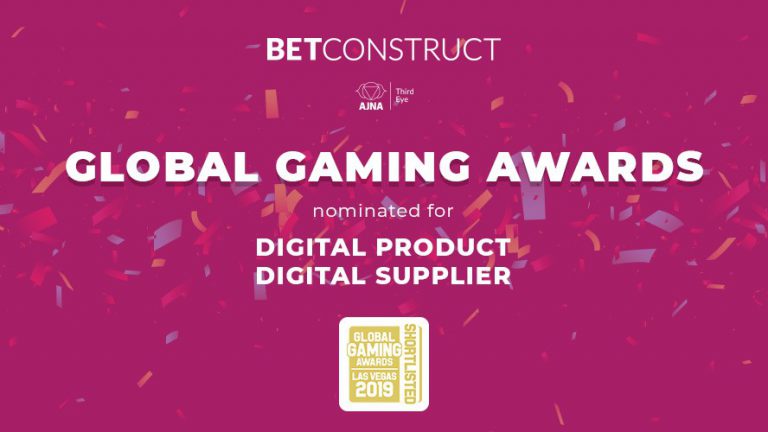 BETCONSTRUCT
AJNA
Third
Eye
GLOBAL GAMING AWARDS
nominated for
DIGITAL PRODUCT
DIGITAL SUPPLIER
GLOBAL
GAMING
AWARDS
LAS VEGAS
2019
SHORTLISTED